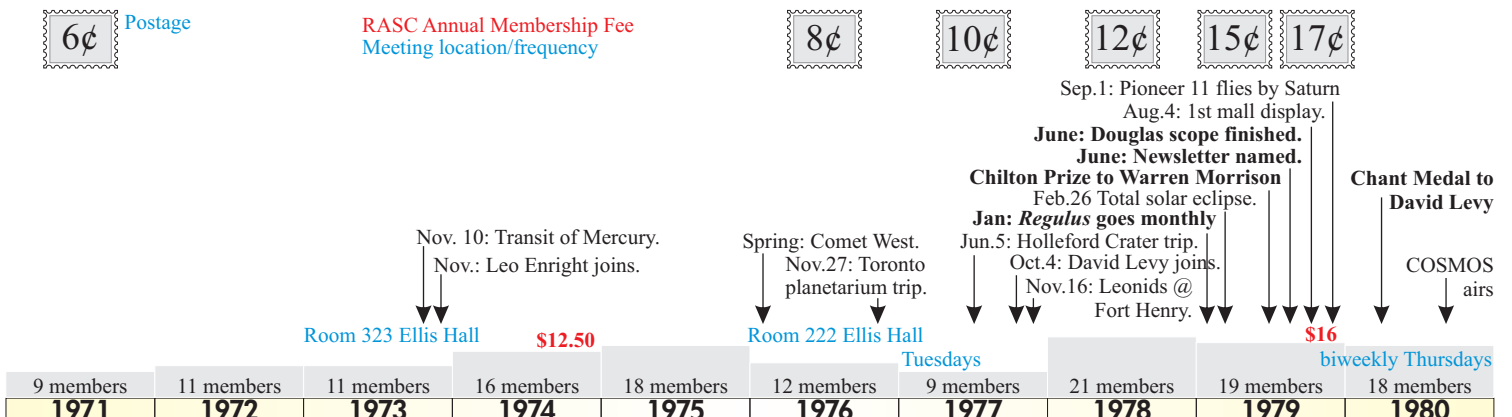 6¢
Postage
RASC Annual Membership Fee
Meeting location/frequency
8¢
10¢
12¢
15¢
17¢
Sep.1: Pioneer 11 flies by Saturn
Aug.4: 1st mall display.
June: Douglas scope finished.
June: Newsletter named.
Chilton Prize to Warren Morrison
Feb.26 Total solar eclipse.
Jan: Regulus goes monthly
Chant Medal to
David Levy
Nov. 10: Transit of Mercury.
Nov.: Leo Enright joins.
Spring: Comet West.
Nov.27: Toronto
planetarium trip.
Jun.5: Holleford Crater trip.
Oct.4: David Levy joins.
Nov.16: Leonids @
Fort Henry.
COSMOS
airs
Room 323 Ellis Hall
$12.50
Room 222 Ellis Hall
Tuesdays
$16
biweekly Thursdays
9 members
11 members
11 members
16 members
18 members
12 members
9 members
21 members
19 members
18 members
1971
1972
1973
1974
1975
1976
1977
1978
1979
1980